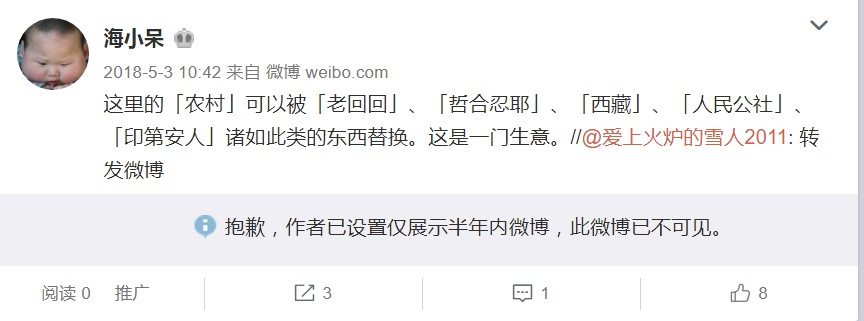 海小呆
2018-5-3 10:42 来自 微博 weibo.com
这里的「农村」可以被「老回回」、「哲合忍耶」、「西藏」、「人民公社」、
「印第安人」诸如此类的东西替换。这是一门生意。//@爱上火炉的雪人2011: 转
发微博
抱歉，作者已设置仅展示半年内微博，此微博已不可见。
阅读 0 推广 3 1 8